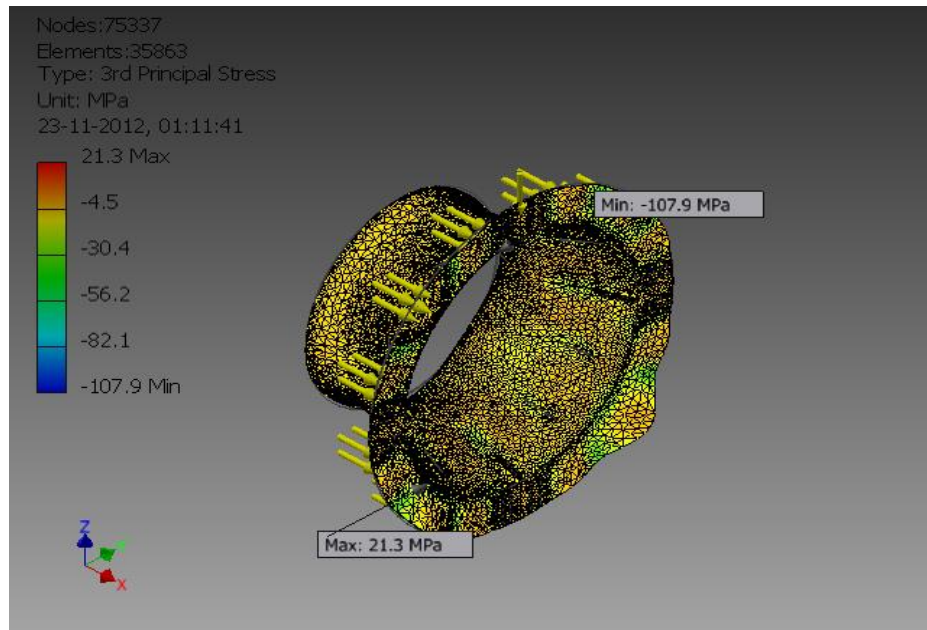 Nodes:75337
Elements:35863
Type: 3rd Principal Stress
Unit: MPa
23-11-2012, 01:11:41
21.3 Max
-4.5
-30.4
-56.2
-82.1
-107.9 Min
Min: -107.9 MPa
Max: 21.3 MPa
Z
X